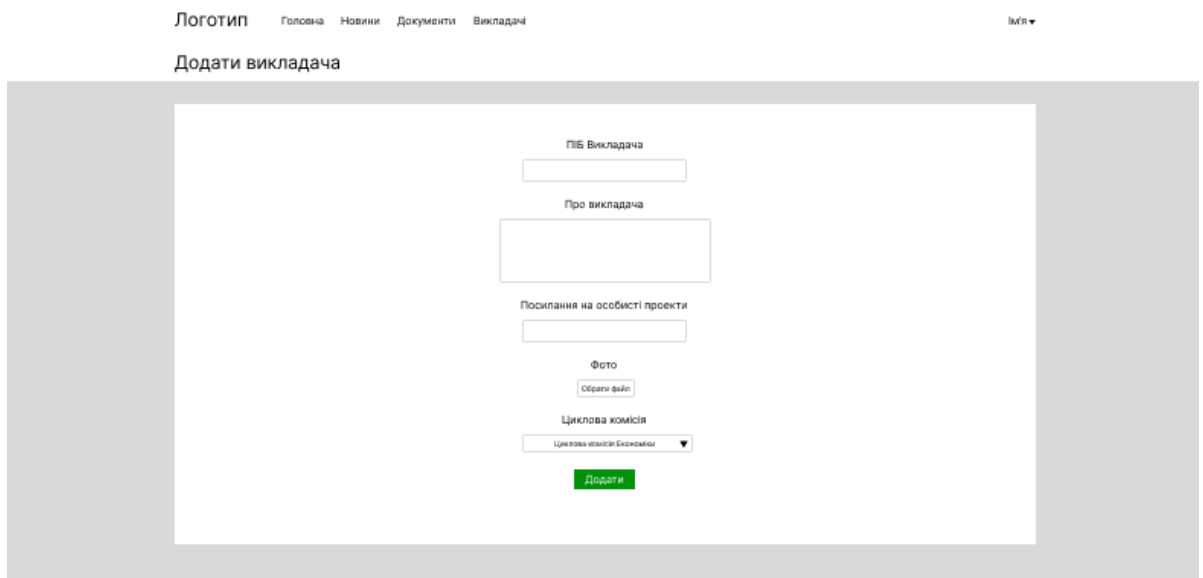 Логотип Головна Новини Документи Викладачі Ім'я
Додати викладача
ПІБ Викладача
Про викладача
Посилання на особисті проекти
Фото
Обрати файл
Циклова комісія
Циклова комісія Економіки
Додати